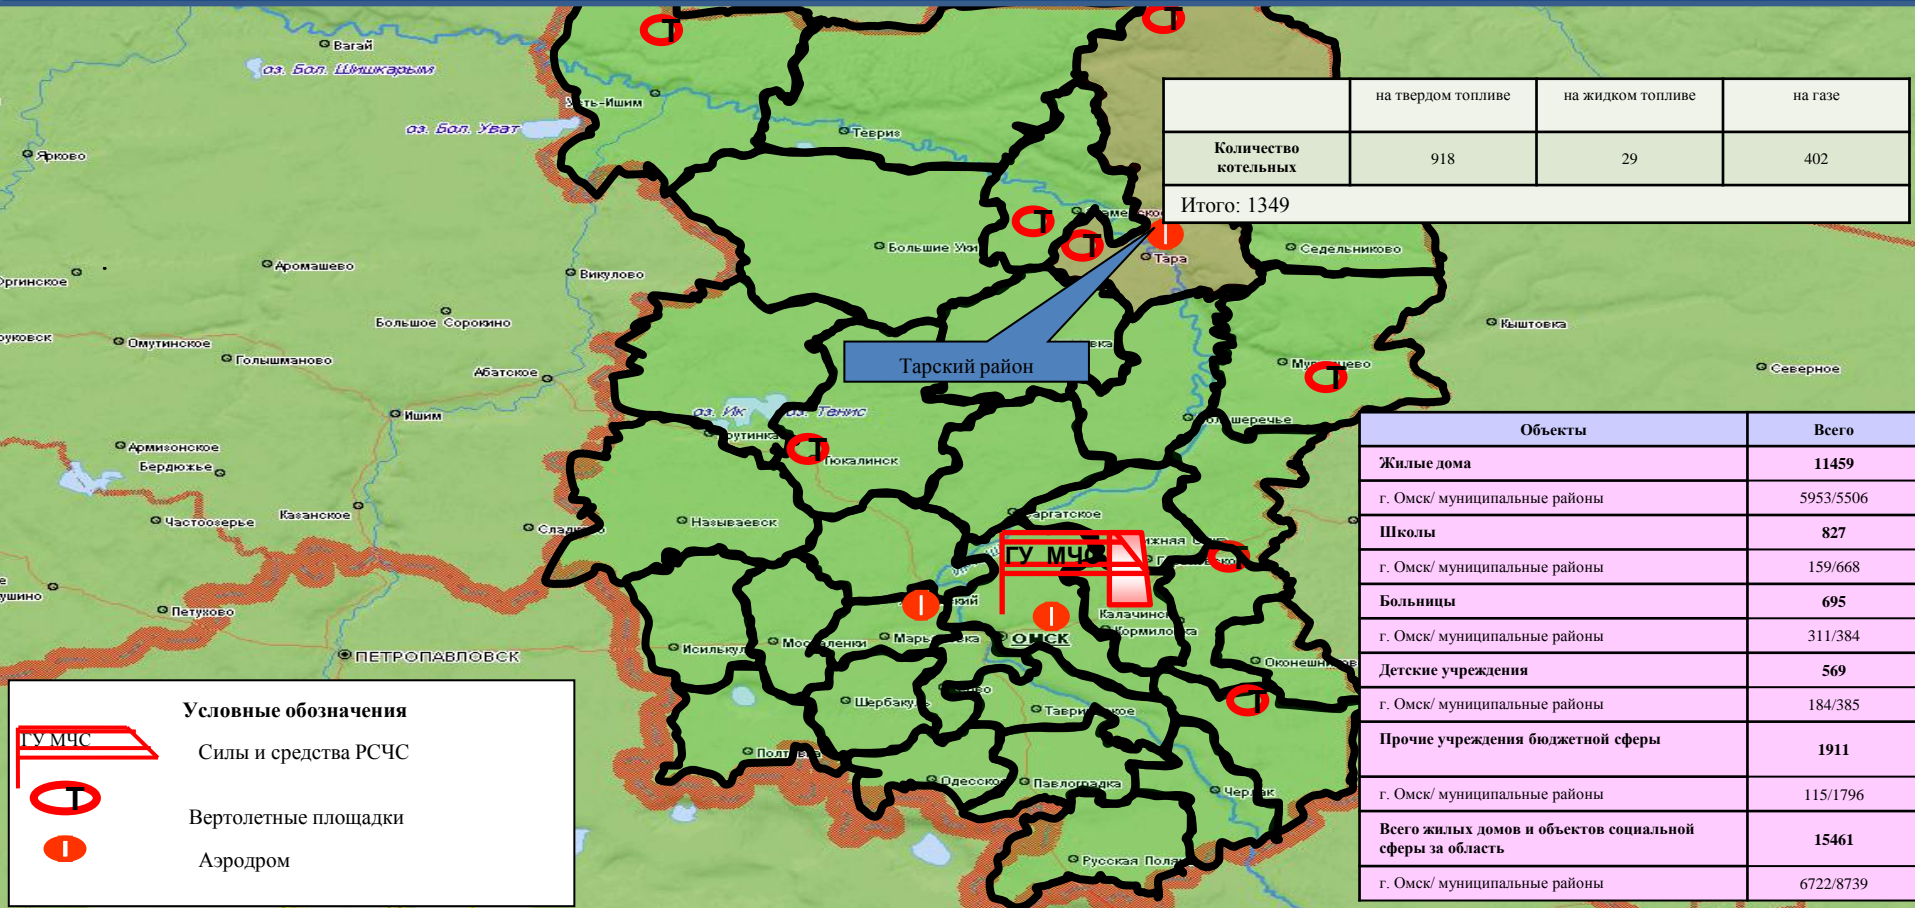 Вагай
оз. Бол. Шишкарым
Усть-Ишим
оз. Бол. Уват
Тевриз
Ярково
	на твердом топливе	на жидком топливе	на газе
Количество котельных	918	29	402
Итого: 1349
Большие Уки
Тара
Седельниково
Аромашево
Викулово
Большое Сорокино
Омутинское
Голышманово
Абатское
Кыштовка
Северное
Тарский район
Ишим
оз. Ик
оз. Тенис
Тюкалинск
Армизонское
Бердюжье
Частоозерье
Казанское
Называевск
Саргатское
ГУ МЧС
Петухово
ПЕТРОПАВЛОВСК
Исилькуль
ОМСК
Калачинск
Кормиловка
Шербакуль
Одесское
Павлоградка
Черлак
Русская Поляна
Объекты	Всего
Жилые дома	11459
г. Омск/ муниципальные районы	5953/5506
Школы	827
г. Омск/ муниципальные районы	159/668
Больницы	695
г. Омск/ муниципальные районы	311/384
Детские учреждения	569
г. Омск/ муниципальные районы	184/385
Прочие учреждения бюджетной сферы	1911
г. Омск/ муниципальные районы	115/1796
Всего жилых домов и объектов социальной сферы за область	15461
г. Омск/ муниципальные районы	6722/8739
Условные обозначения
ГУ МЧС
Силы и средства РСЧС
Т
Вертолетные площадки
I
Аэродром